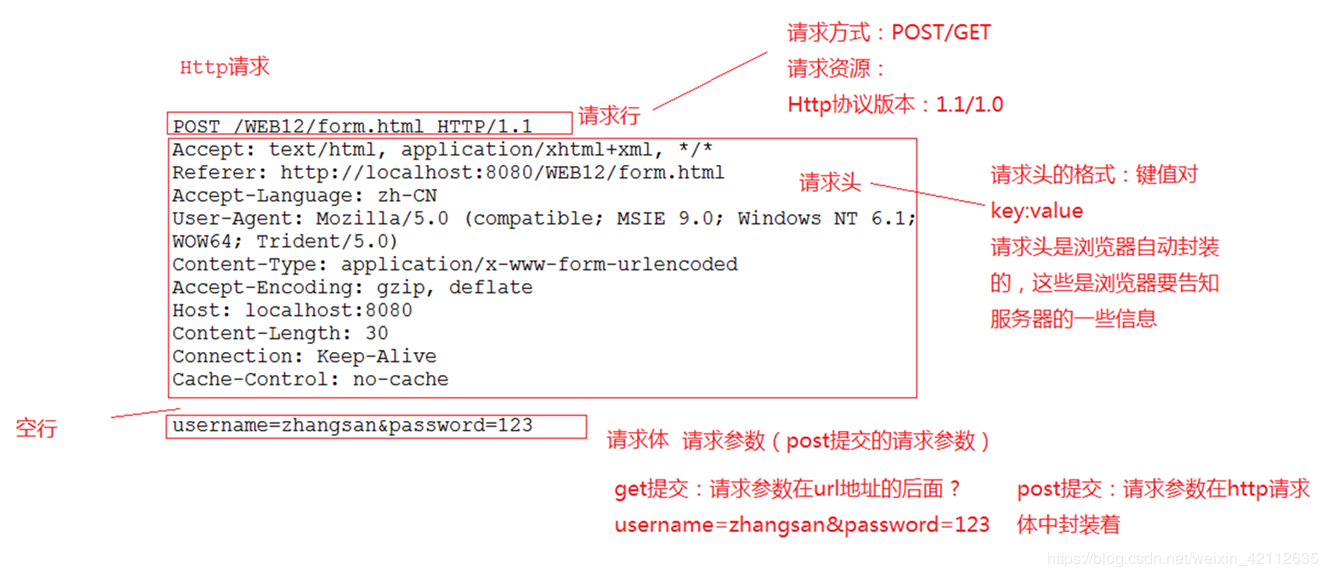 请求方式：POST/GET
Http请求
请求资源：
Http协议版本：1.1/1.0
请求行
POST /WEB12/form.html HTTP/1.1
Accept: text/html, application/xhtml+xml, */*
Referer: http://localhost:8080/WEB12/form.html
Accept-Language: zh-CN
User-Agent: Mozilla/5.0 (compatible; MSIE 9.0; Windows NT 6.1;
WOW64; Trident/5.0)
Content-Type: application/x-www-form-urlencoded
Accept-Encoding: gzip, deflate
Host: localhost:8080
Content-Length: 30
Connection: Keep-Alive
Cache-Control: no-cache
请求头
请求头的格式：键值对
key:value
请求头是浏览器自动封装
的，这些是浏览器要告知
服务器的一些信息
空行
username=zhangsan&password=123
请求体 请求参数（post提交的请求参数）
get提交：请求参数在url地址的后面？
username=zhangsan&password=123
post提交：请求参数在http请求
体中封装着
https://blog.csdn.net/weixin_42112635